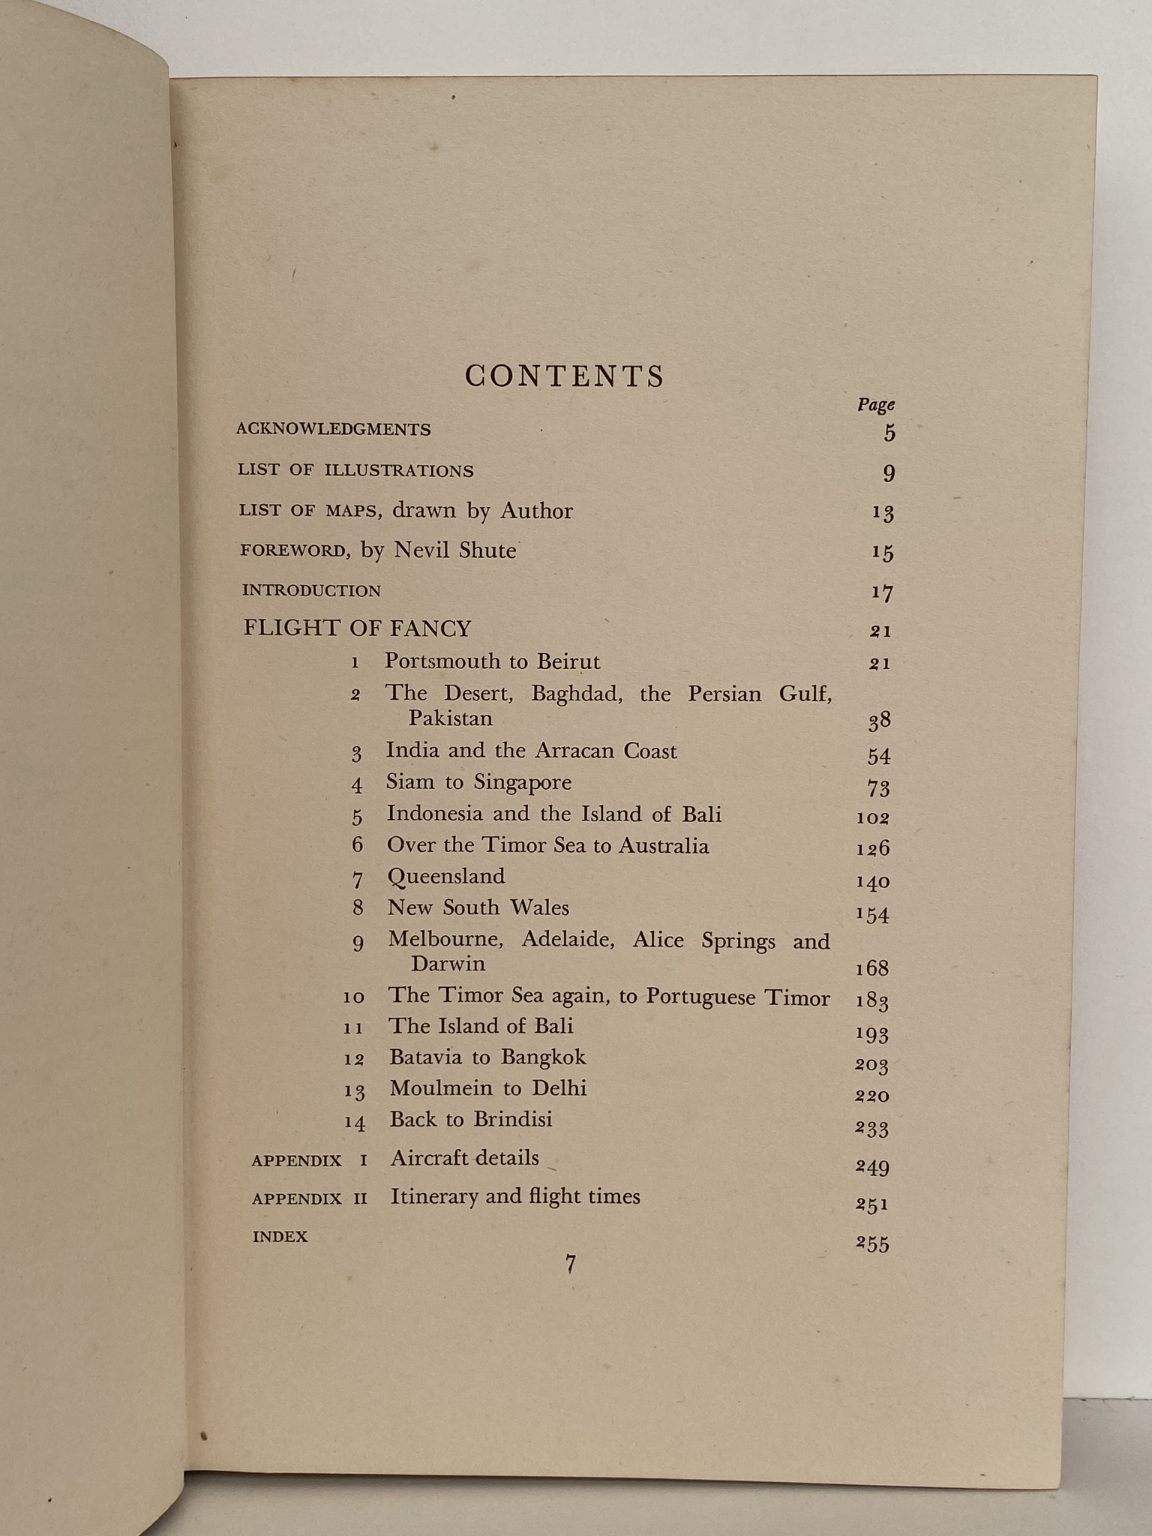 CONTENTS
Page
ACKNOWLEDGMENTS 5
LIST OF ILLUSTRATIONS 9
LIST OF MAPS, drawn by Author 13
FOREWORD, by Nevil Shute 15
INTRODUCTION 17
FLIGHT OF FANCY 21
1 Portsmouth to Beirut 21
2 The Desert, Baghdad, the Persian Gulf,
Pakistan 38
3 India and the Arracan Coast 54
4 Siam to Singapore 73
5 Indonesia and the Island of Bali 102
6 Over the Timor Sea to Australia 126
7 Queensland 140
8 New South Wales 154
9 Melbourne, Adelaide, Alice Springs and
Darwin 168
10 The Timor Sea again, to Portuguese Timor 183
11 The Island of Bali 193
12 Batavia to Bangkok 203
13 Moulmein to Delhi 220
14 Back to Brindisi 233
APPENDIX I Aircraft details 249
APPENDIX II Itinerary and flight times 251
INDEX 255
7